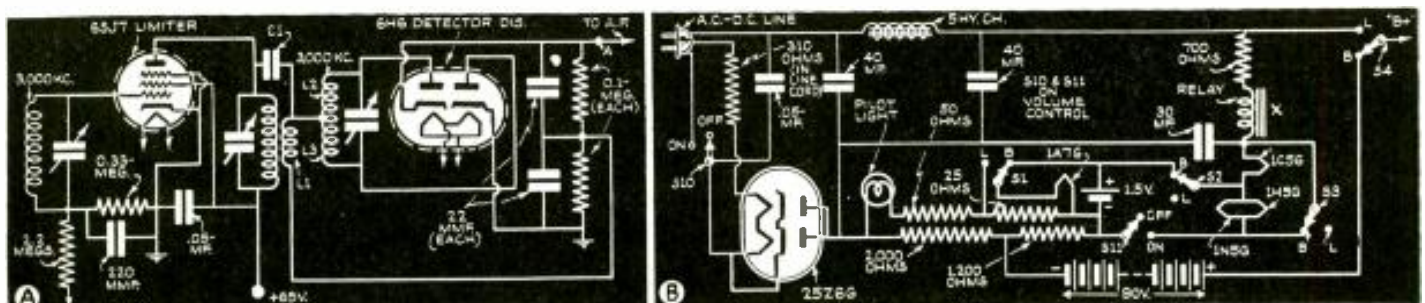 6SJ7 LIMITER
C1
6H6 DETECTOR DIS.
TO A.F.
A
3,000 KC.
3,000 KC.
L2
L3
L1
0.1-
MEG.
(EACH)
0.33-
MEG.
.05-
MF.
220
MMF.
2.2
MEGS.
22
MMF.
(EACH)
+65V.
A
A.C.-D.C. LINE
5 HY. CH.
L
"B+"
B
S4
310
OHMS
(IN
LINE
CORD)
40
MF.
40
MF.
S10 & S11
ON
VOLUME
CONTROL
700
OHMS
RELAY
X
30
MF.
OFF
ON
S10
.05-
MF.
PILOT
LIGHT
50
OHMS
L
B
S1
1A7G
1.5V.
B
S2
L
1C5G
1H5G
S3
1N5G
B
L
25
OHMS
OFF
S11
ON
2,000
OHMS
1,200
OHMS
25Z6G
90V.
B